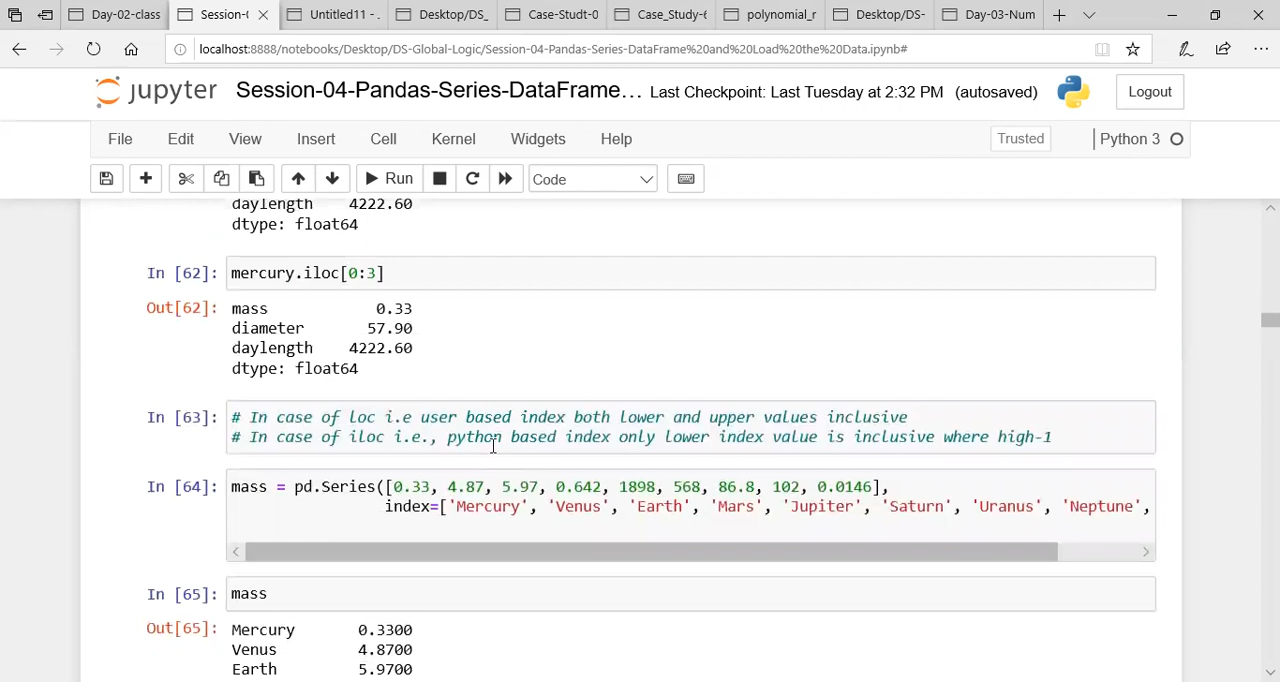 Day-02-class
Session-(
Untitled11 - .
Desktop/DS_
Case-Studt-0
Case_Study-6
polynomial_r
Desktop/DS-
Day-03-Num
localhost:8888/notebooks/Desktop/DS-Global-Logic/Session-04-Pandas-Series-DataFrame%20and%20Load%20the%20Data.ipynb#
jupyter Session-04-Pandas-Series-DataFrame... Last Checkpoint: Last Tuesday at 2:32 PM (autosaved) Logout
File Edit View Insert Cell Kernel Widgets Help Trusted Python 3
Run Code
daylength 4222.60
dtype: float64
In [62]: mercury.iloc[0:3]
Out[62]: mass 0.33
diameter 57.90
daylength 4222.60
dtype: float64
In [63]: # In case of loc i.e user based index both lower and upper values inclusive
# In case of iloc i.e., python based index only lower index value is inclusive where high-1
In [64]: mass = pd.Series([0.33, 4.87, 5.97, 0.642, 1898, 568, 86.8, 102, 0.0146],
index=['Mercury', 'Venus', 'Earth', 'Mars', 'Jupiter', 'Saturn', 'Uranus', 'Neptune',
In [65]: mass
Out[65]: Mercury 0.3300
Venus 4.8700
Earth 5.9700